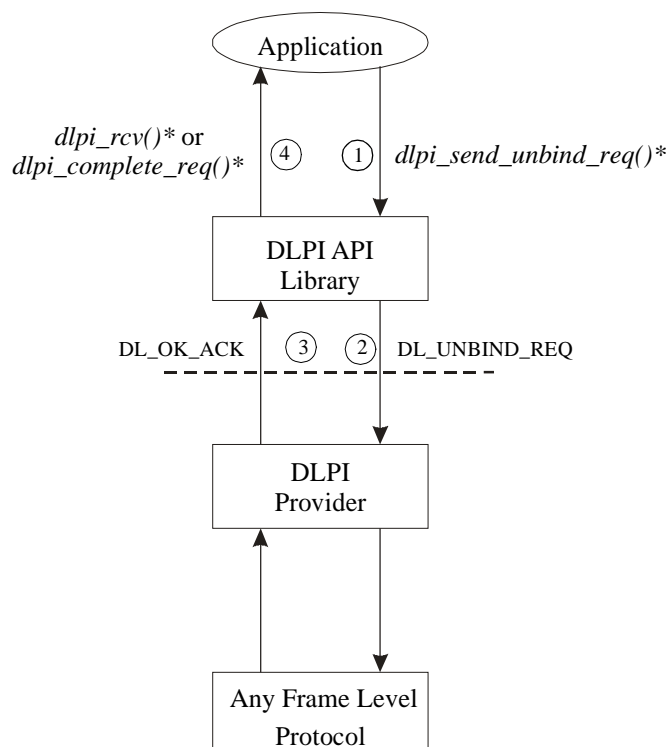 Application
dlpi_rcv()* or
dlpi_complete_req()*
4
1
dlpi_send_unbind_req()*
DLPI API
Library
DL_OK_ACK
3
2
DL_UNBIND_REQ
DLPI
Provider
Any Frame Level
Protocol